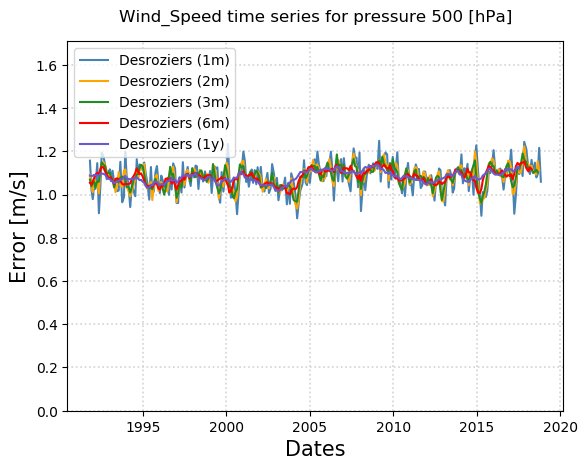 Wind_Speed time series for pressure 500 [hPa]
Desroziers (1m)
Desroziers (2m)
Desroziers (3m)
Desroziers (6m)
Desroziers (1y)
Error [m/s]
1.6
1.4
1.2
1.0
0.8
0.6
0.4
0.2
0.0
1995 2000 2005 2010 2015 2020
Dates